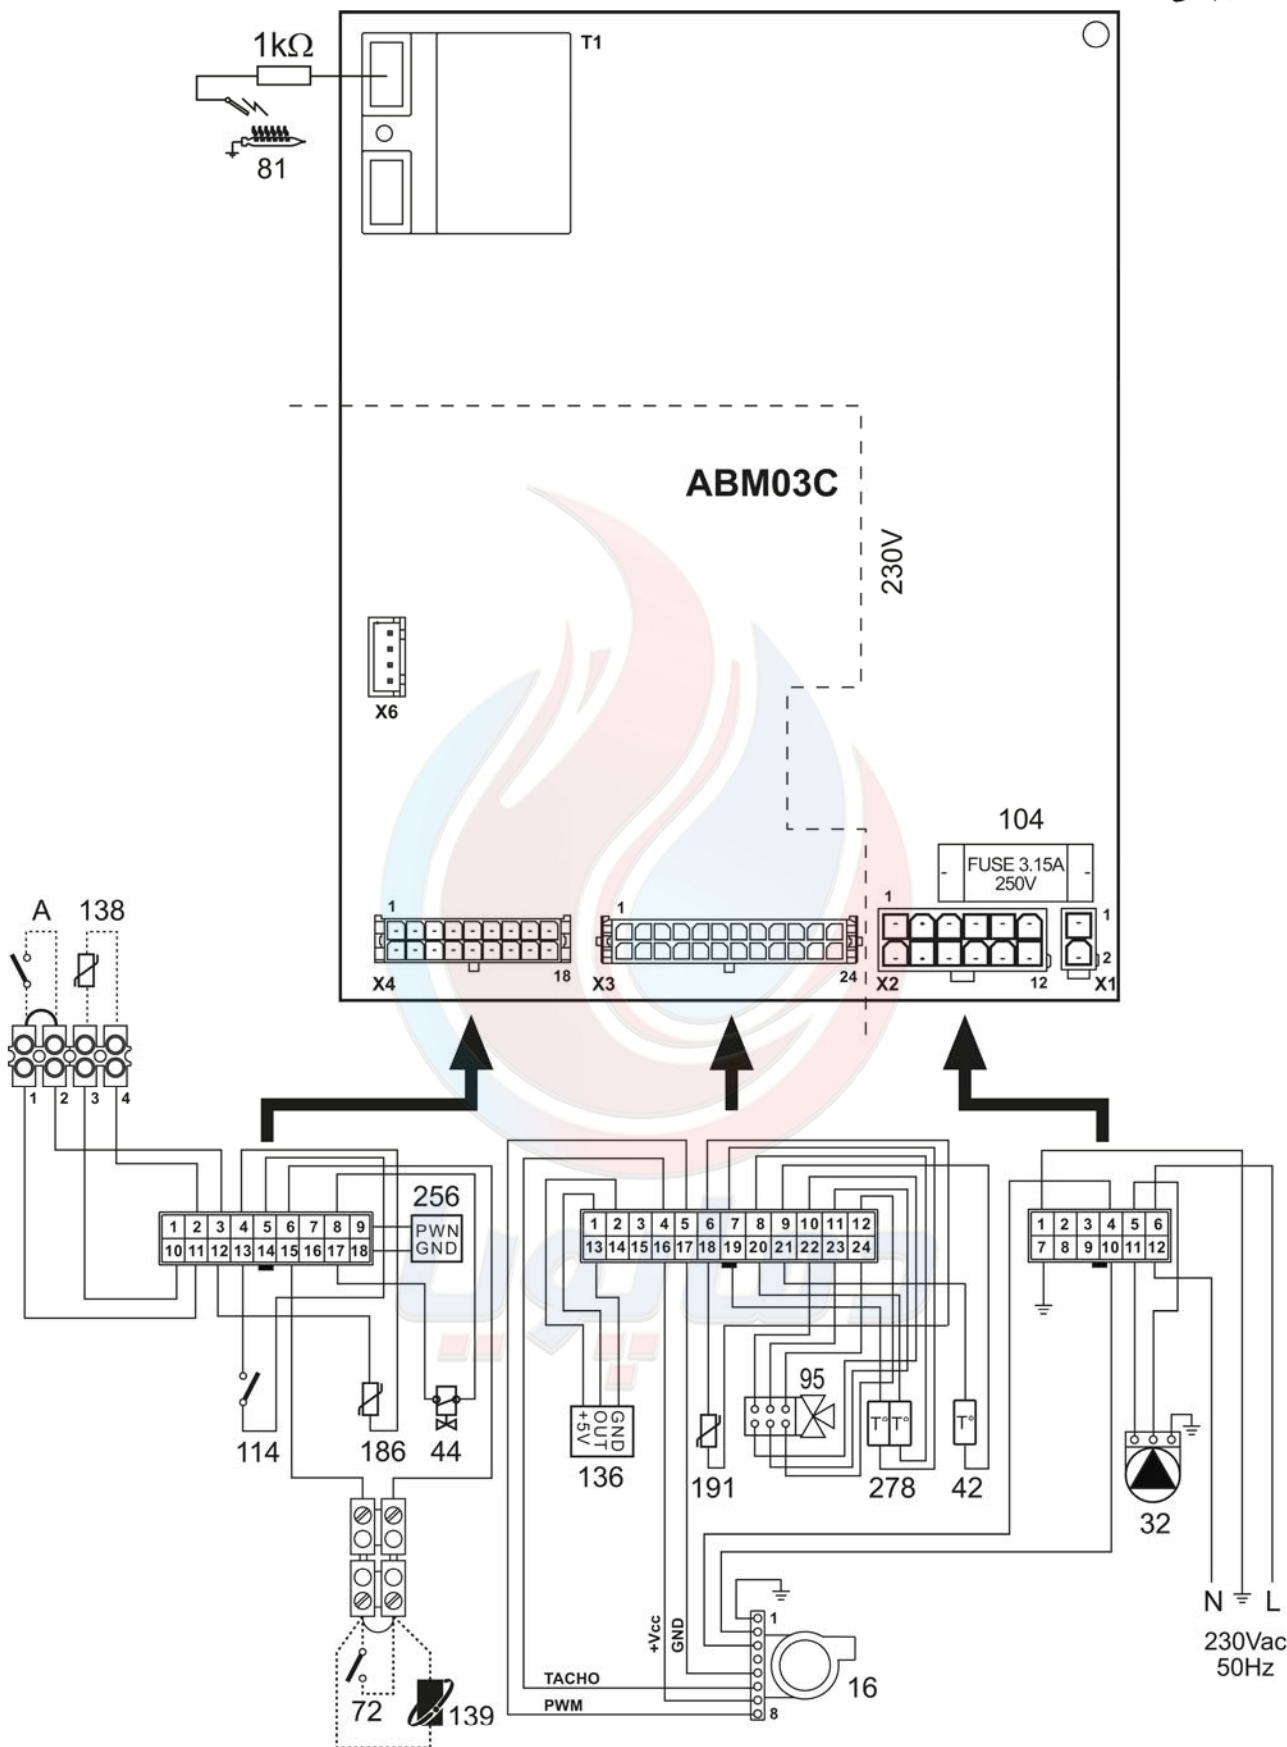 1kΩ
T1
81
ABM03C
230V
X6
104
FUSE 3.15A
250V
A 138
1
1
1
1
X4
18
X3
24
X2
12
2
X1
1 2 3 4
256
PWN
GND
1 2 3 4 5 6 7 8 9
10 11 12 13 14 15 16 17 18
1 2 3 4 5 6 7 8 9 10 11 12
13 14 15 16 17 18 19 20 21 22 23 24
1 2 3 4 5 6
7 8 9 10 11 12
دماپویا
95
+5V
OUT
GND
114
186
44
136
191
278
T°
T°
T°
42
32
N L
230Vac
50Hz
+Vcc
GND
1
TACHO
PWM
8
16
72
139